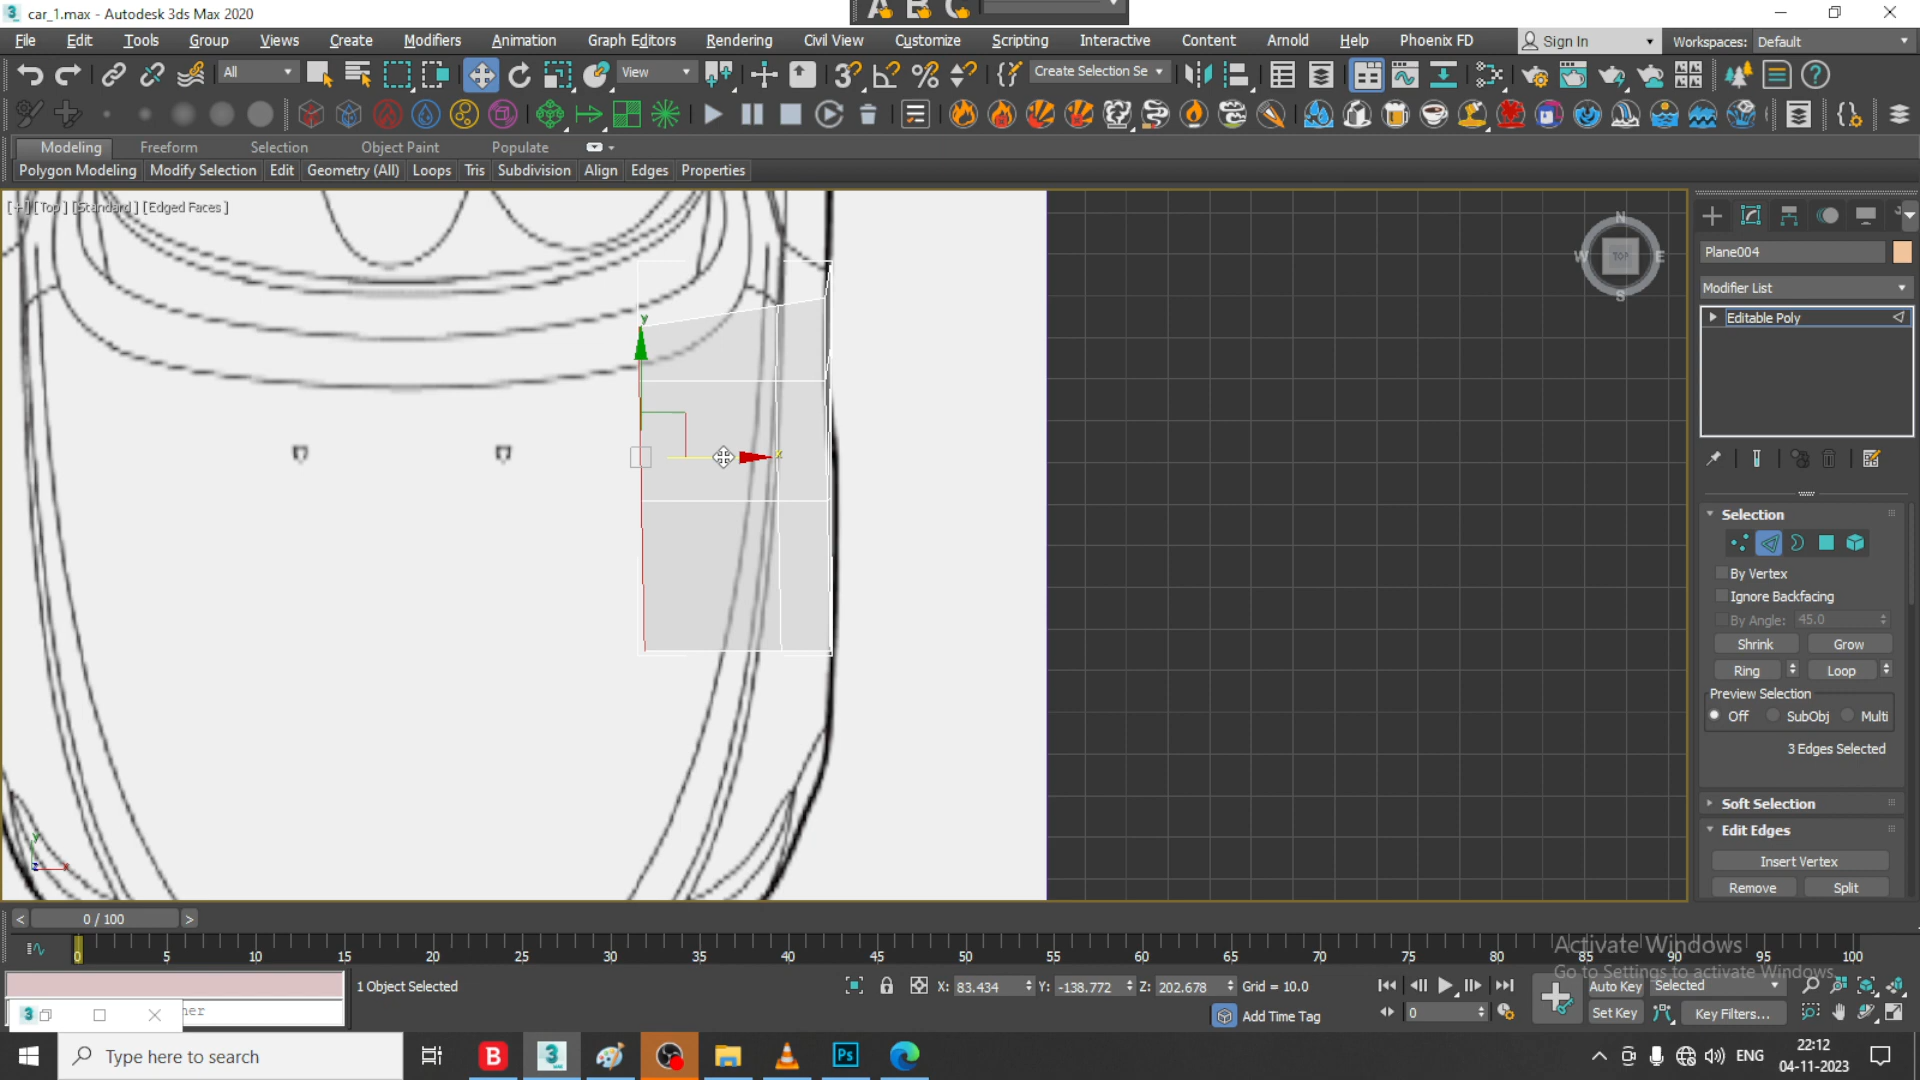 car_1.max - Autodesk 3ds Max 2020
File Edit Tools Group Views Create Modifiers Animation Graph Editors Rendering Civil View Customize Scripting Interactive Content Arnold Help Phoenix FD Sign In Workspaces: Default
All View Create Selection Se
Modeling Freeform Selection Object Paint Populate
Polygon Modeling Modify Selection Edit Geometry (All) Loops Tris Subdivision Align Edges Properties
[+] [Top ] [Standard ] [Edged Faces ]
N
W TOP E
S
Plane004
Modifier List
Editable Poly
y
x
Selection
By Vertex
Ignore Backfacing
By Angle: 45.0
Shrink Grow
Ring Loop
Preview Selection
Off SubObj Multi
3 Edges Selected
Soft Selection
Edit Edges
Insert Vertex
Remove Split
y
z x
< 0 / 100 >
0 5 10 15 20 25 30 35 40 45 50 55 60 65 70 75 80 85 90 95 100
Activate Windows
Go to Settings to activate Windows.
1 Object Selected X: 83.434 Y: -138.772 Z: 202.678 Grid = 10.0 Auto Key Selected
3 Add Time Tag 0 Set Key Key Filters...
Type here to search B 3 Ps ENG 22:12
04-11-2023